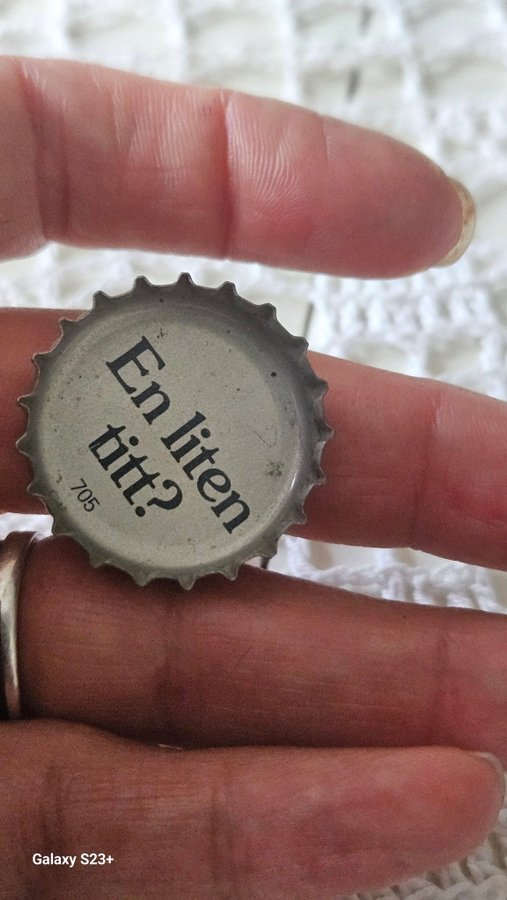 En liten
titt?
705
Galaxy S23+